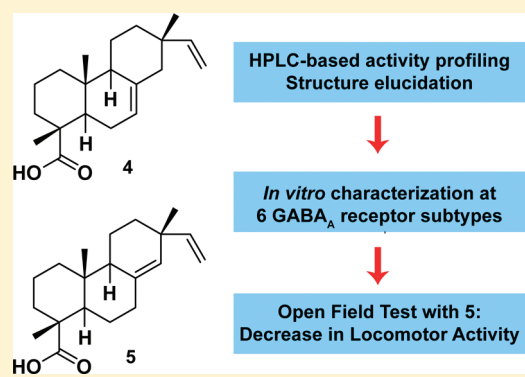 H
H
HO
O
4
H
H
HO
O
5
HPLC-based activity profiling
Structure elucidation
In vitro characterization at
6 GABAA receptor subtypes
Open Field Test with 5:
Decrease in Locomotor Activity